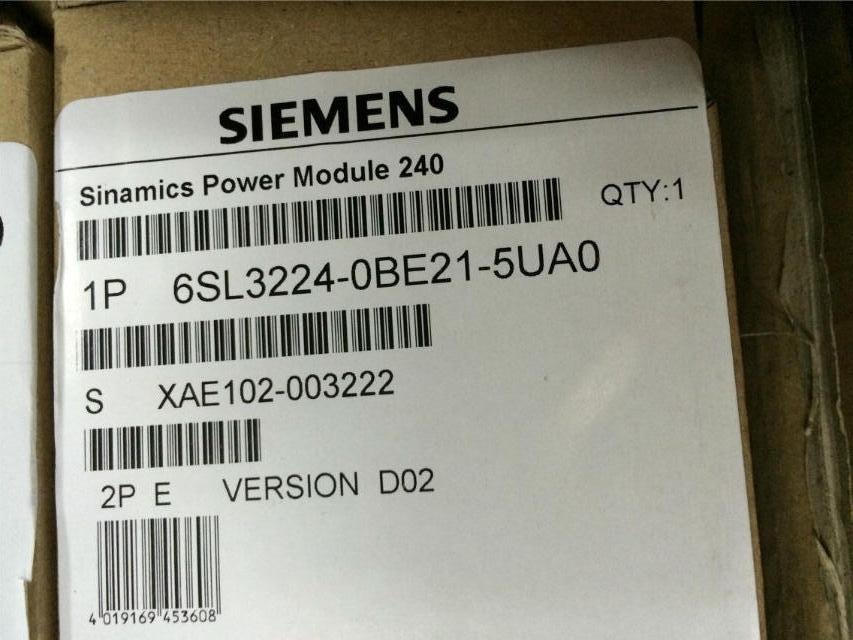 SIEMENS
Sinamics Power Module 240
QTY:1
1P 6SL3224-0BE21-5UA0
S XAE102-003222
2P E VERSION D02
4 019169 453608